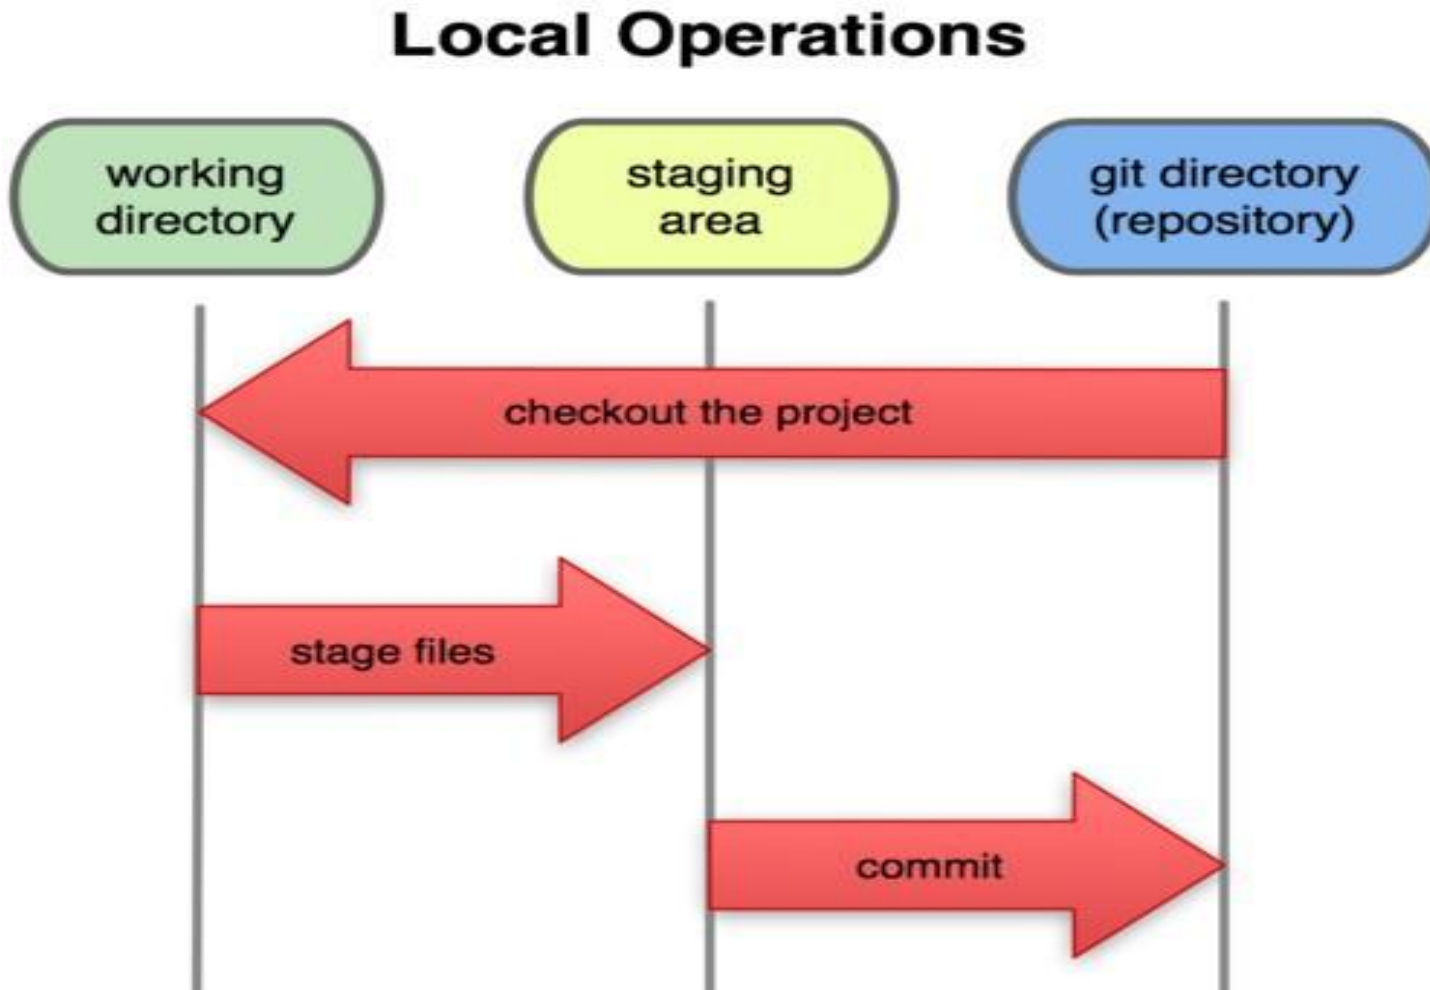 Local Operations
working
directory
staging
area
git directory
(repository)
checkout the project
stage files
commit